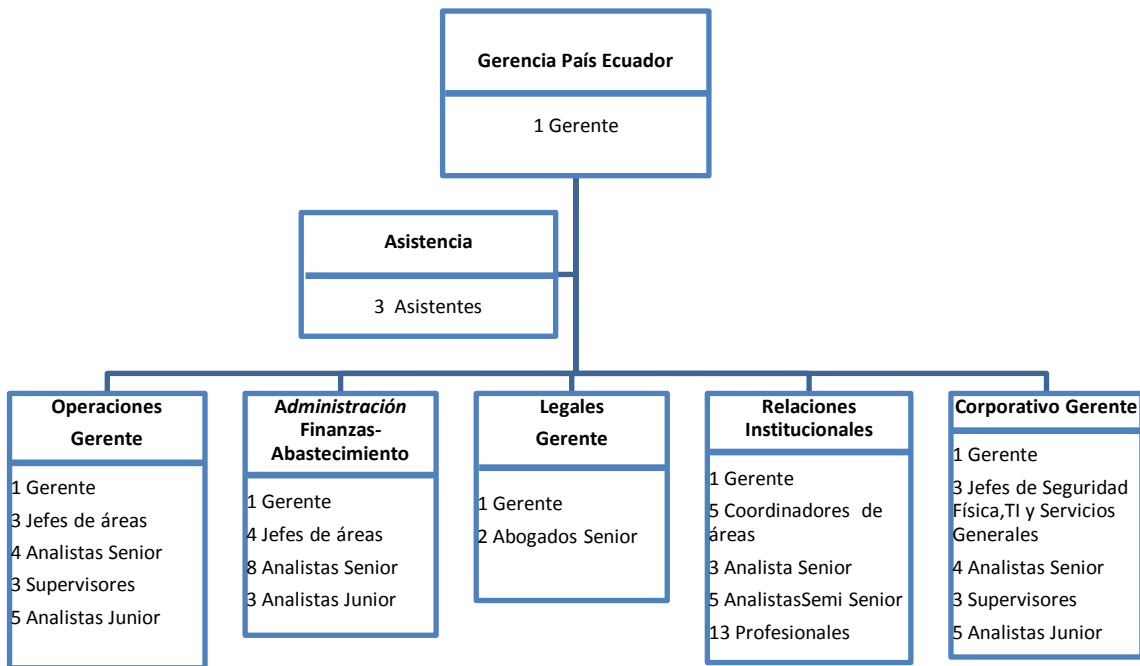 Gerencia País Ecuador
1 Gerente
Asistencia
3 Asistentes
Operaciones
Gerente
1 Gerente
3 Jefes de áreas
4 Analistas Senior
3 Supervisores
5 Analistas Junior
Administración
Finanzas-
Abastecimiento
1 Gerente
4 Jefes de áreas
8 Analistas Senior
3 Analistas Junior
Legales
Gerente
1 Gerente
2 Abogados Senior
Relaciones
Institucionales
1 Gerente
5 Coordinadores de
áreas
3 Analista Senior
5 AnalistasSemi Senior
13 Profesionales
Corporativo Gerente
1 Gerente
3 Jefes de Seguridad
Física,TI y Servicios
Generales
4 Analistas Senior
3 Supervisores
5 Analistas Junior